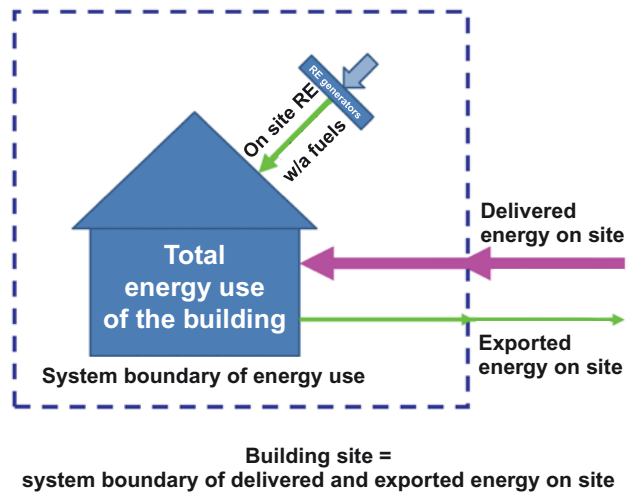 RE generators
On site RE
w/a fuels
Total
energy use
of the building
Delivered
energy on site
Exported
energy on site
System boundary of energy use
Building site =
system boundary of delivered and exported energy on site